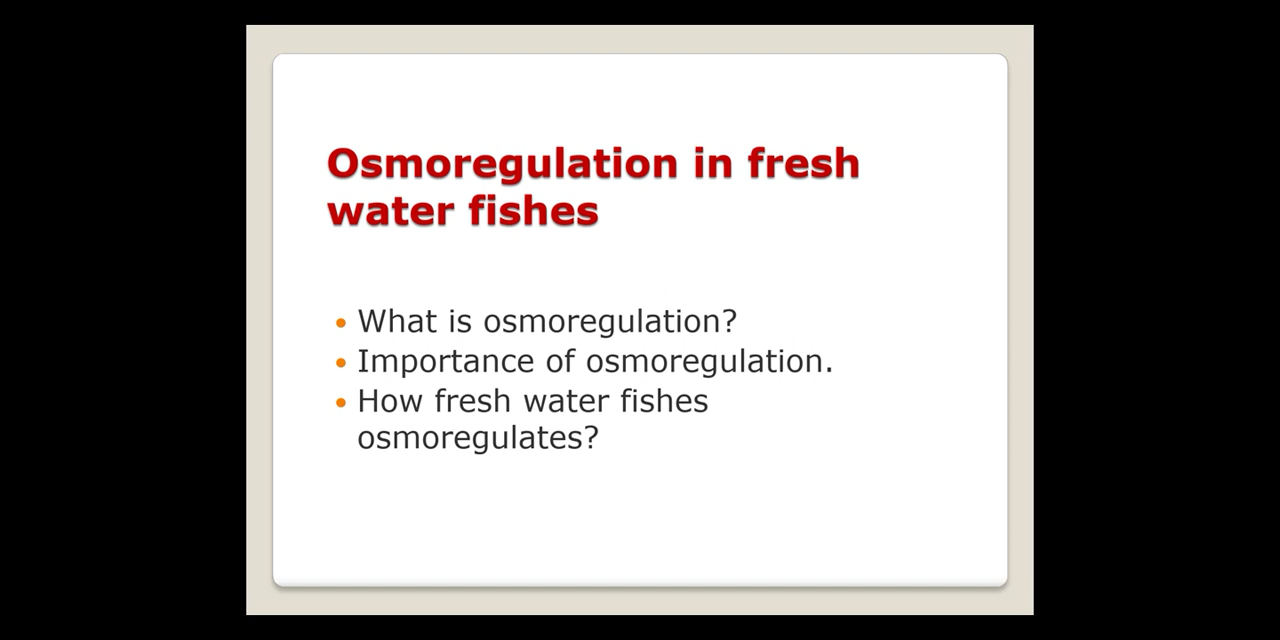 Osmoregulation in fresh
water fishes
• What is osmoregulation?
• Importance of osmoregulation.
• How fresh water fishes
osmoregulates?